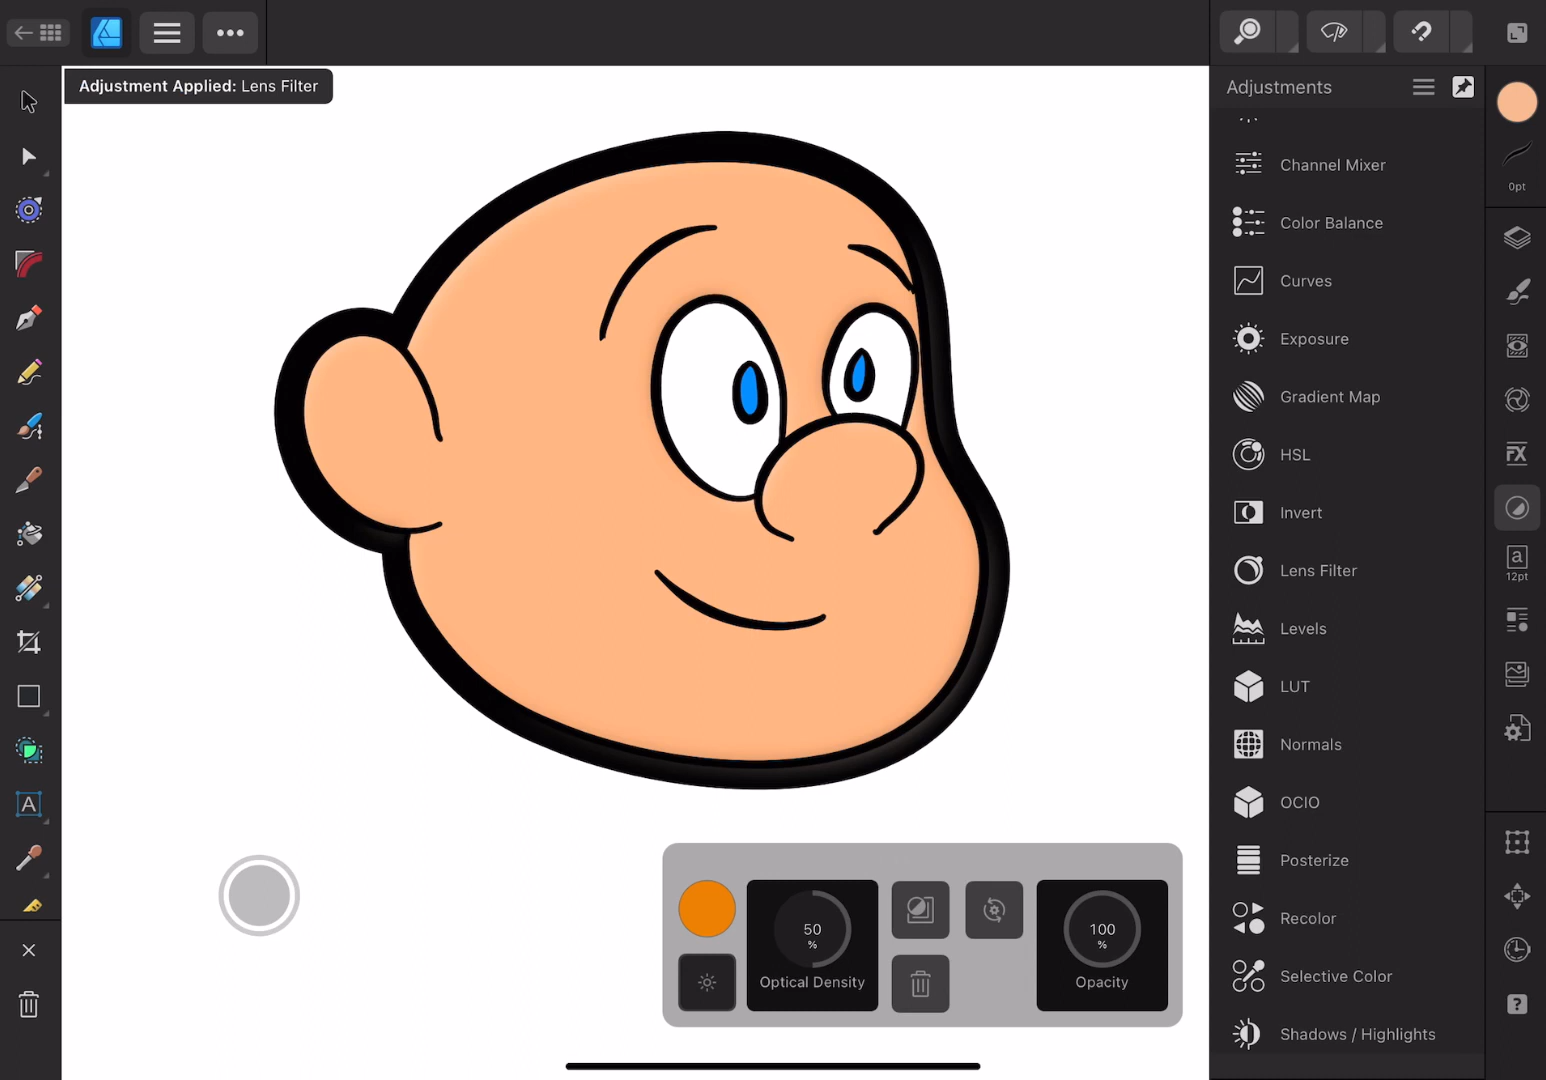 Adjustment Applied: Lens Filter
Adjustments
Channel Mixer
Color Balance
Curves
Exposure
Gradient Map
HSL
Invert
Lens Filter
Levels
LUT
Normals
OCIO
Posterize
Recolor
Selective Color
Shadows / Highlights
0pt
FX
a
12pt
?
A
50
%
Optical Density
100
%
Opacity